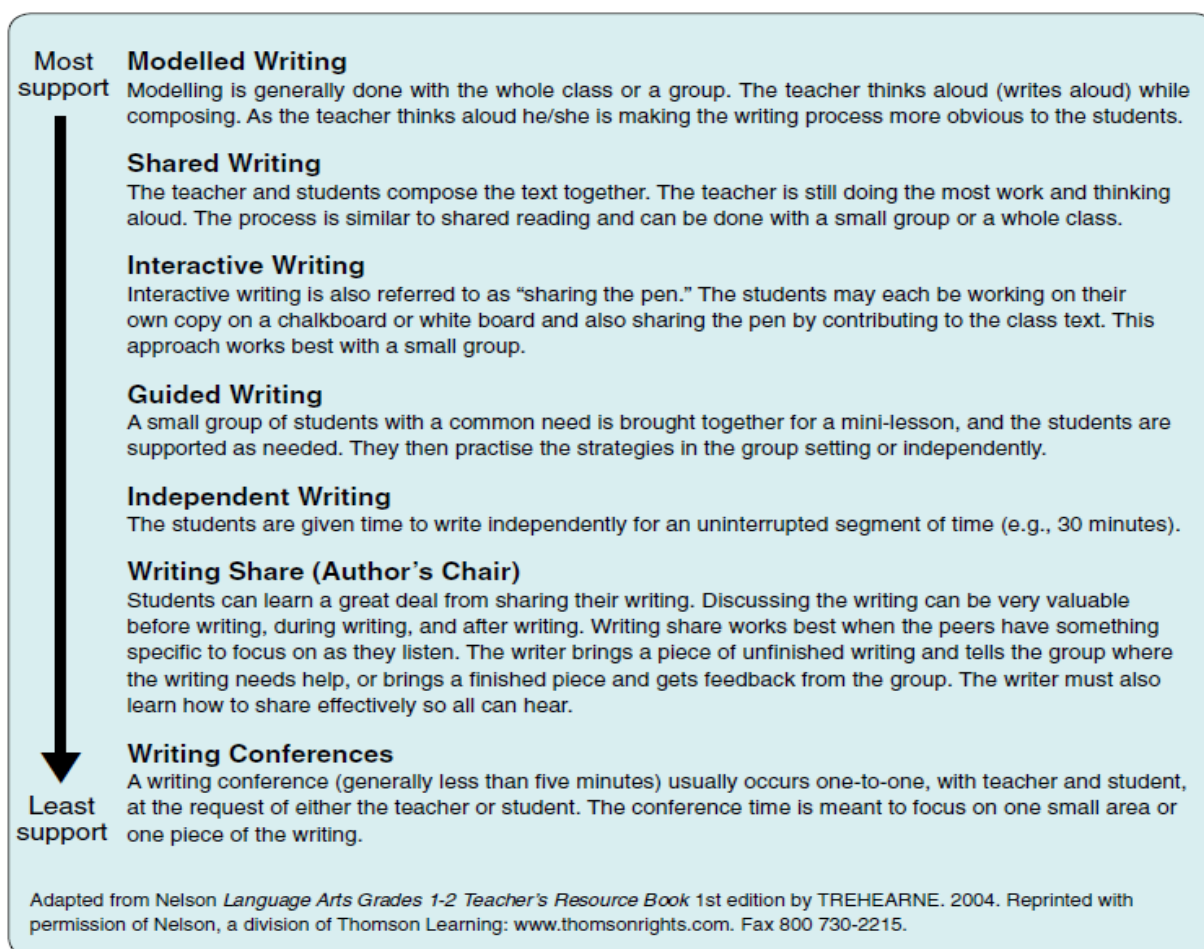 Most
support
Modelled Writing
Modelling is generally done with the whole class or a group. The teacher thinks aloud (writes aloud) while
composing. As the teacher thinks aloud he/she is making the writing process more obvious to the students.
Shared Writing
The teacher and students compose the text together. The teacher is still doing the most work and thinking
aloud. The process is similar to shared reading and can be done with a small group or a whole class.
Interactive Writing
Interactive writing is also referred to as “sharing the pen.” The students may each be working on their
own copy on a chalkboard or white board and also sharing the pen by contributing to the class text. This
approach works best with a small group.
Guided Writing
A small group of students with a common need is brought together for a mini-lesson, and the students are
supported as needed. They then practise the strategies in the group setting or independently.
Independent Writing
The students are given time to write independently for an uninterrupted segment of time (e.g., 30 minutes).
Writing Share (Author’s Chair)
Students can learn a great deal from sharing their writing. Discussing the writing can be very valuable
before writing, during writing, and after writing. Writing share works best when the peers have something
specific to focus on as they listen. The writer brings a piece of unfinished writing and tells the group where
the writing needs help, or brings a finished piece and gets feedback from the group. The writer must also
learn how to share effectively so all can hear.
Writing Conferences
A writing conference (generally less than five minutes) usually occurs one-to-one, with teacher and student,
at the request of either the teacher or student. The conference time is meant to focus on one small area or
one piece of the writing.
Least
support
Adapted from Nelson Language Arts Grades 1-2 Teacher’s Resource Book 1st edition by TREHEARNE. 2004. Reprinted with
permission of Nelson, a division of Thomson Learning: www.thomsonrights.com. Fax 800 730-2215.